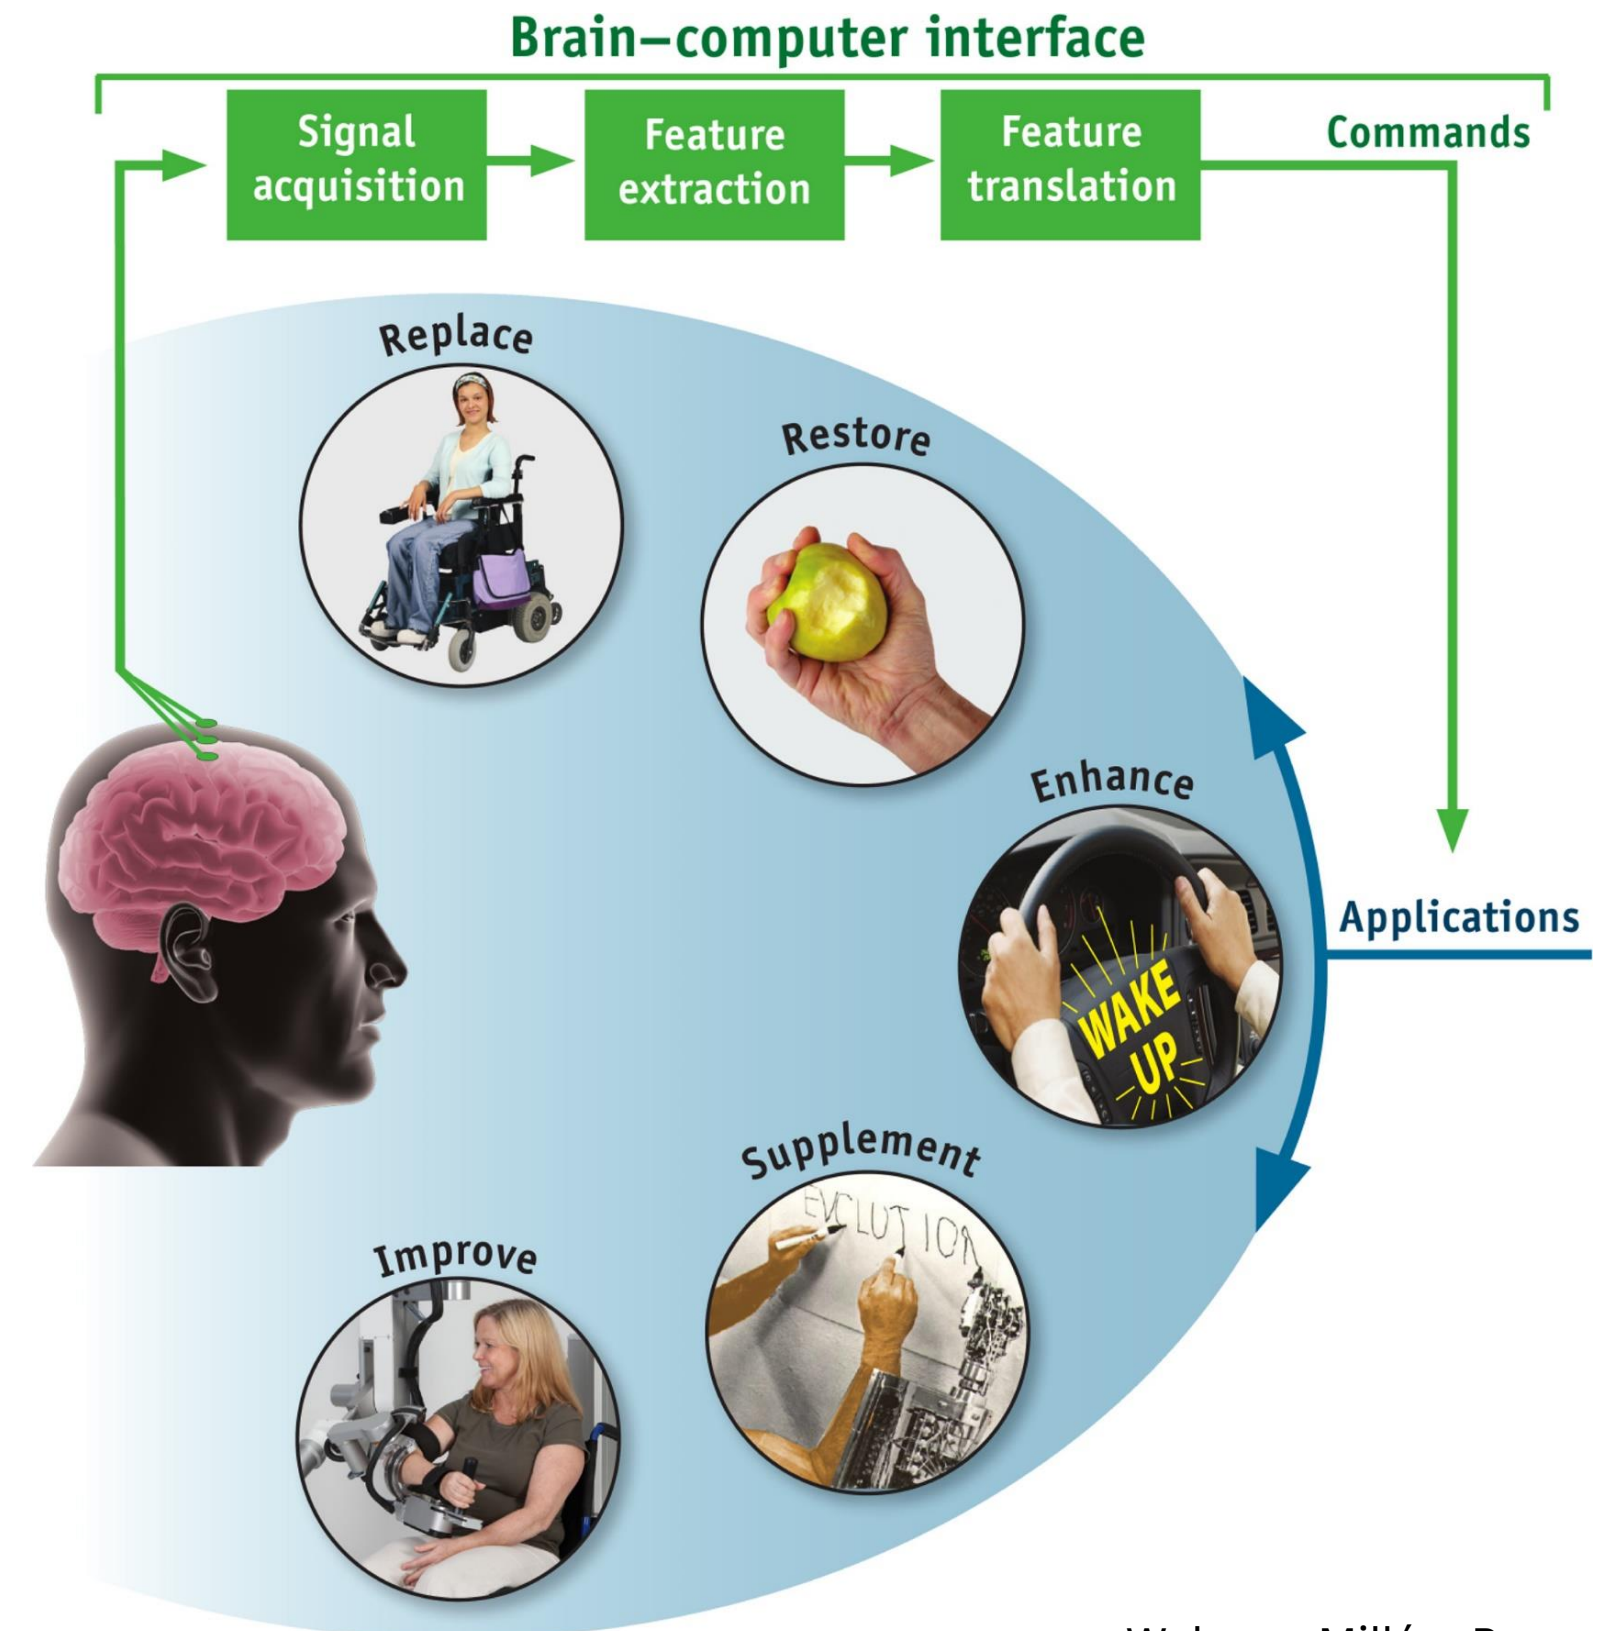 Brain–computer interface
Signal
acquisition
Feature
extraction
Feature
translation
Commands
Replace
Restore
Enhance
WAKE
UP
Applications
Supplement
EVOLUTION
Improve